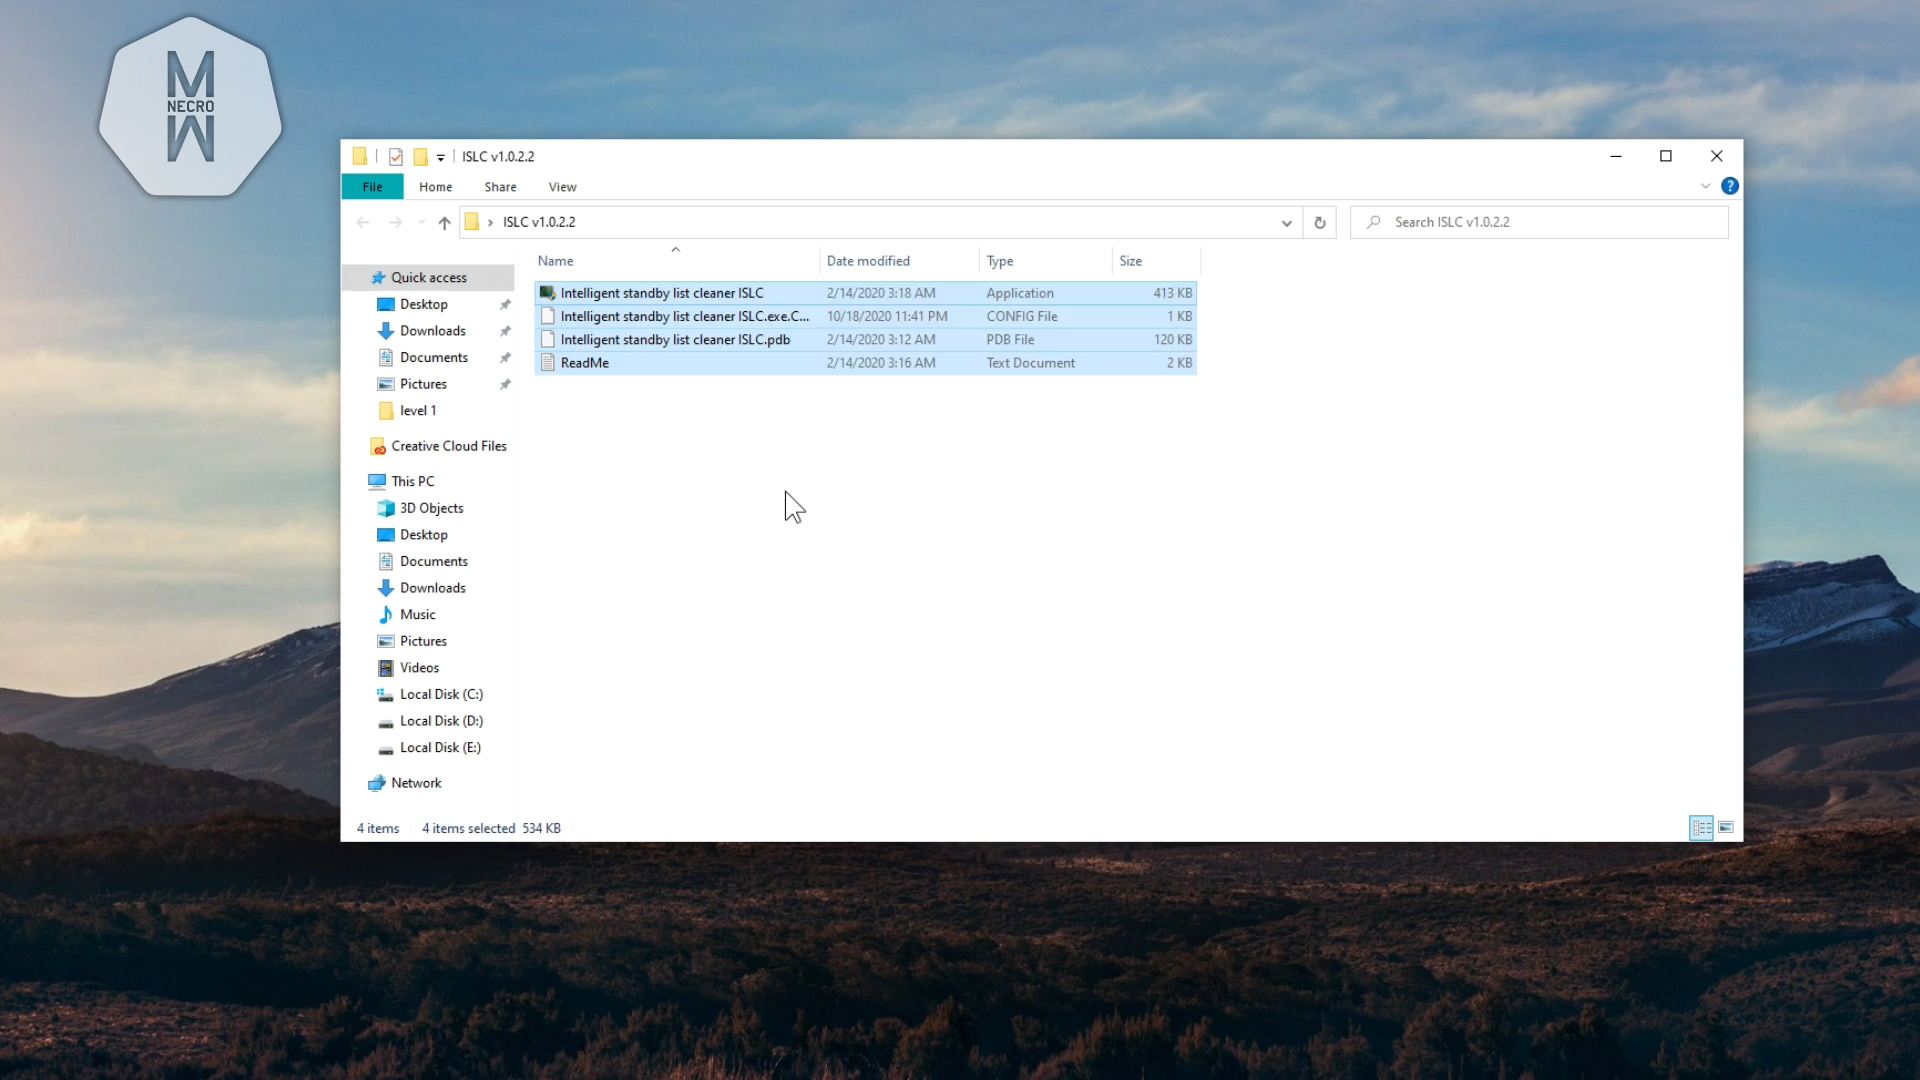 M
NECRO
M
ISLC v1.0.2.2
File Home Share View
ISLC v1.0.2.2
Search ISLC v1.0.2.2
Name Date modified Type Size
Quick access
Desktop
Downloads
Documents
Pictures
level 1
Creative Cloud Files
This PC
3D Objects
Desktop
Documents
Downloads
Music
Pictures
Videos
Local Disk (C:)
Local Disk (D:)
Local Disk (E:)
Network
Intelligent standby list cleaner ISLC 2/14/2020 3:18 AM Application 413 KB
Intelligent standby list cleaner ISLC.exe.C... 10/18/2020 11:41 PM CONFIG File 1 KB
Intelligent standby list cleaner ISLC.pdb 2/14/2020 3:12 AM PDB File 120 KB
ReadMe 2/14/2020 3:16 AM Text Document 2 KB
4 items 4 items selected 534 KB